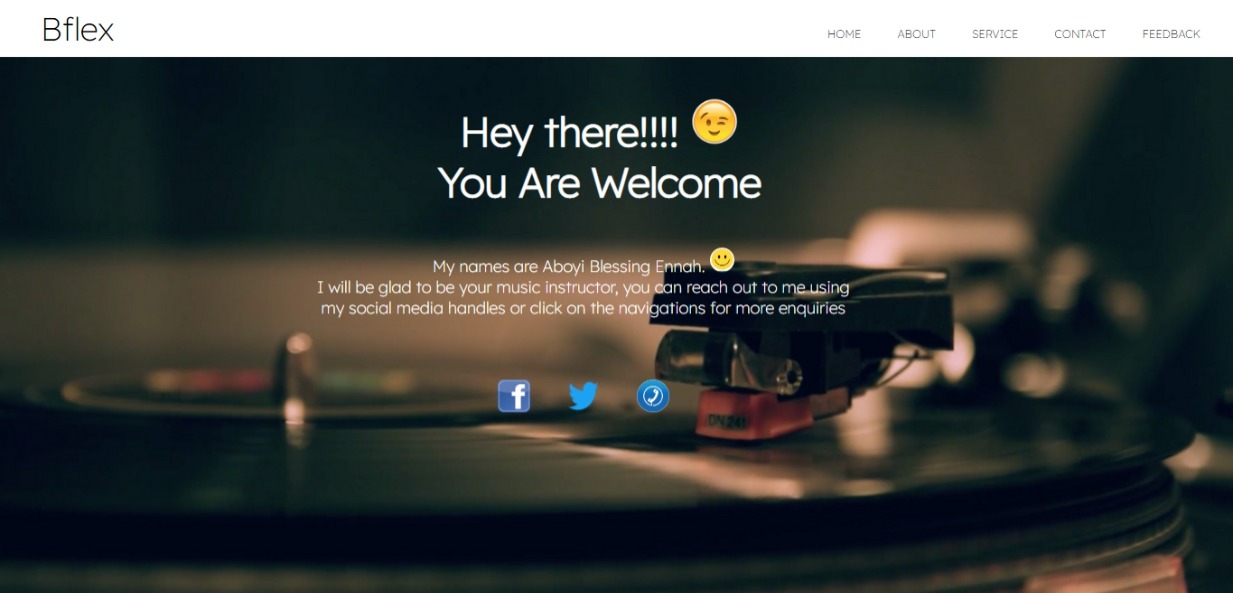 Bflex
HOME ABOUT SERVICE CONTACT FEEDBACK
Hey there!!!! 😉
You Are Welcome
My names are Aboyi Blessing Ennah. 🙂
I will be glad to be your music instructor, you can reach out to me using
my social media handles or click on the navigations for more enquiries
f
DN 241